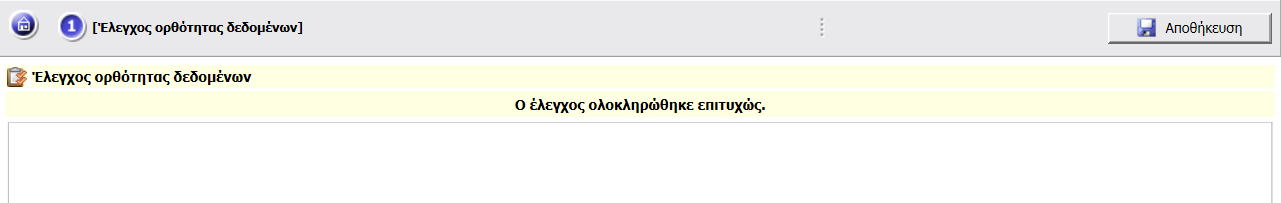 1 [Έλεγχος ορθότητας δεδομένων] Αποθήκευση
Έλεγχος ορθότητας δεδομένων
Ο έλεγχος ολοκληρώθηκε επιτυχώς.